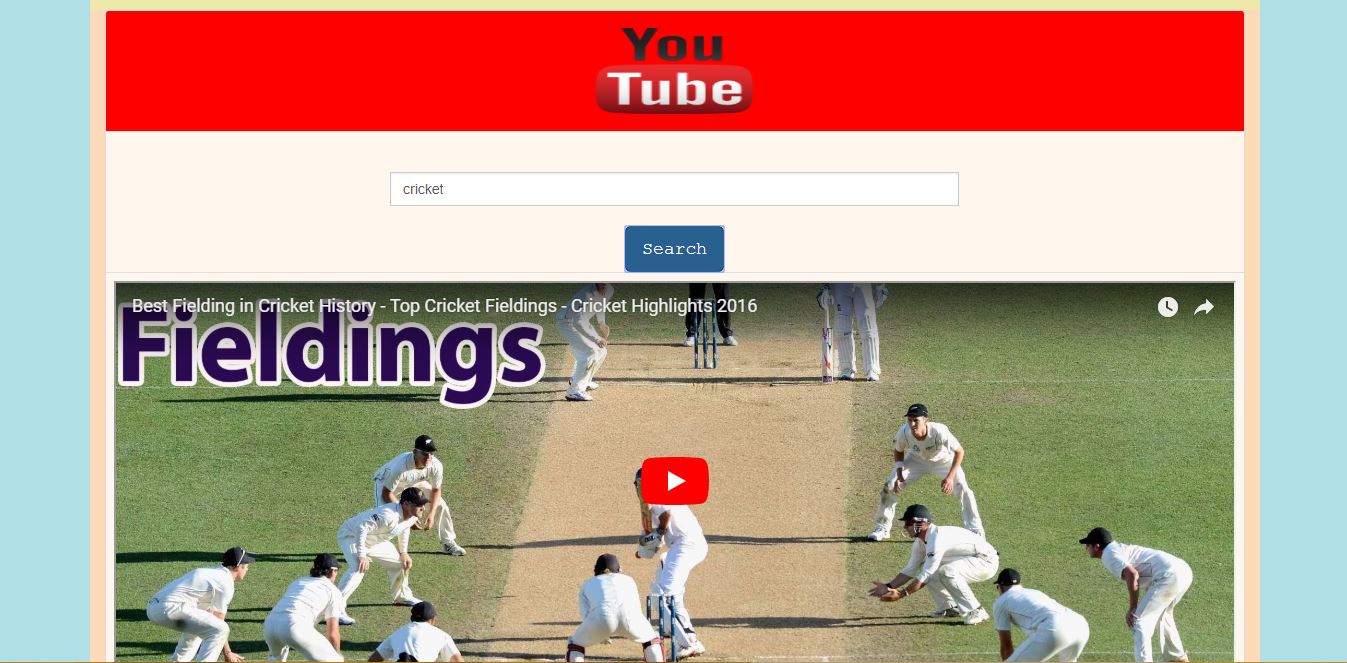 You
Tube
cricket
Search
Best Fielding in Cricket History - Top Cricket Fieldings - Cricket Highlights 2016
Fieldings